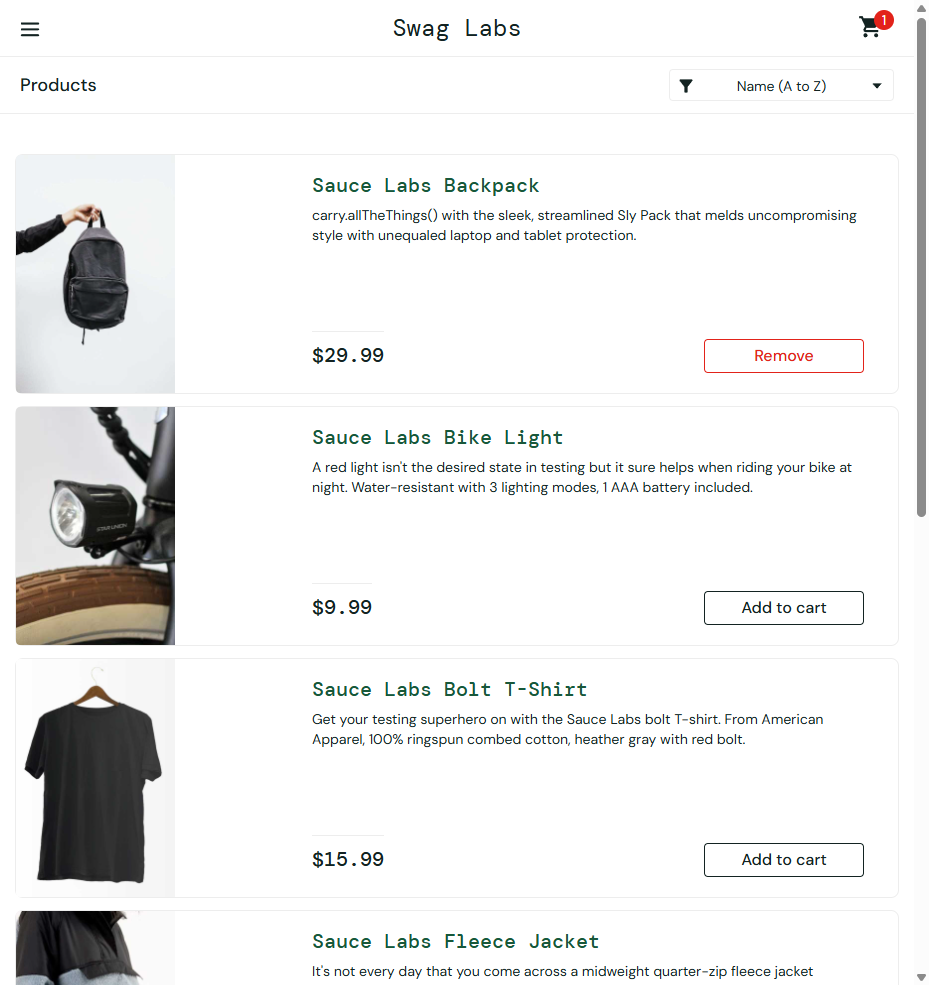 Swag Labs
1
Products
Name (A to Z)
Sauce Labs Backpack
carry.allTheThings() with the sleek, streamlined Sly Pack that melds uncompromising
style with unequaled laptop and tablet protection.
$29.99
Remove
Sauce Labs Bike Light
A red light isn't the desired state in testing but it sure helps when riding your bike at
night. Water-resistant with 3 lighting modes, 1 AAA battery included.
$9.99
Add to cart
Sauce Labs Bolt T-Shirt
Get your testing superhero on with the Sauce Labs bolt T-shirt. From American
Apparel, 100% ringspun combed cotton, heather gray with red bolt.
$15.99
Add to cart
Sauce Labs Fleece Jacket
It's not every day that you come across a midweight quarter-zip fleece jacket